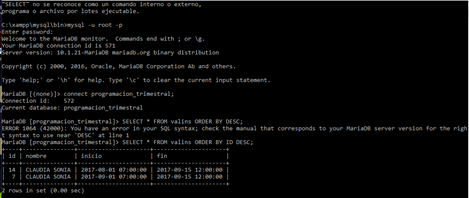 "SELECT" no se reconoce como un comando interno o externo,
programa o archivo por lotes ejecutable.
C:\xampp\mysql\bin>mysql -u root -p
Enter password:
Welcome to the MariaDB monitor.  Commands end with ; or \g.
Your MariaDB connection id is 571
Server version: 10.1.21-MariaDB mariadb.org binary distribution
Copyright (c) 2000, 2016, Oracle, MariaDB Corporation Ab and others.
Type 'help;' or '\h' for help. Type '\c' to clear the current input statement.
MariaDB [(none)]> connect programacion_trimestral;
Connection id:    572
Current database: programacion_trimestral
MariaDB [programacion_trimestral]> SELECT * FROM valins ORDER BY DESC;
ERROR 1064 (42000): You have an error in your SQL syntax; check the manual that corresponds to your MariaDB server version for the righ
t syntax to use near 'DESC' at line 1
MariaDB [programacion_trimestral]> SELECT * FROM valins ORDER BY ID DESC;
+----+---------------+---------------------+---------------------+
| id | nombre        | inicio              | fin                 |
+----+---------------+---------------------+---------------------+
| 14 | CLAUDIA SONIA | 2017-08-01 07:00:00 | 2017-09-15 12:00:00 |
|  7 | CLAUDIA SONIA | 2017-09-01 07:00:00 | 2017-09-15 12:00:00 |
+----+---------------+---------------------+---------------------+
2 rows in set (0.00 sec)